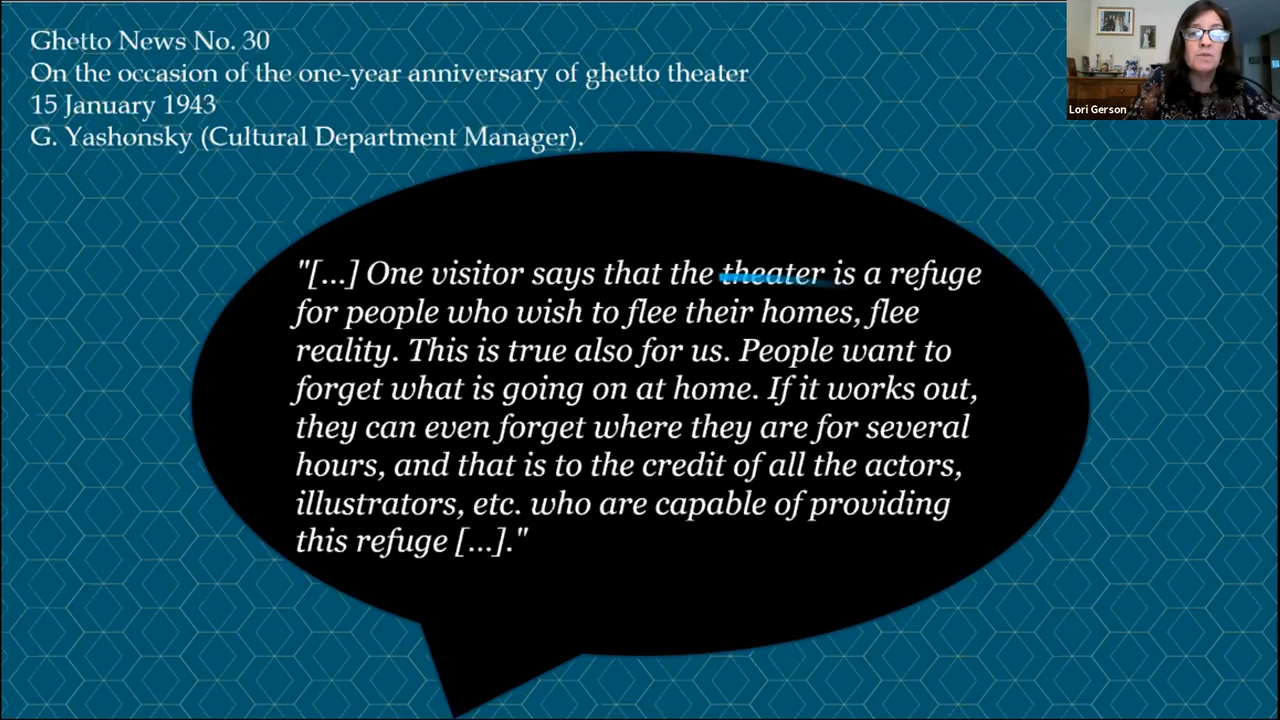 Ghetto News No. 30
On the occasion of the one-year anniversary of ghetto theater
15 January 1943
G. Yashonsky (Cultural Department Manager).
Lori Gerson
"[...] One visitor says that the theater is a refuge
for people who wish to flee their homes, flee
reality. This is true also for us. People want to
forget what is going on at home. If it works out,
they can even forget where they are for several
hours, and that is to the credit of all the actors,
illustrators, etc. who are capable of providing
this refuge [...]."